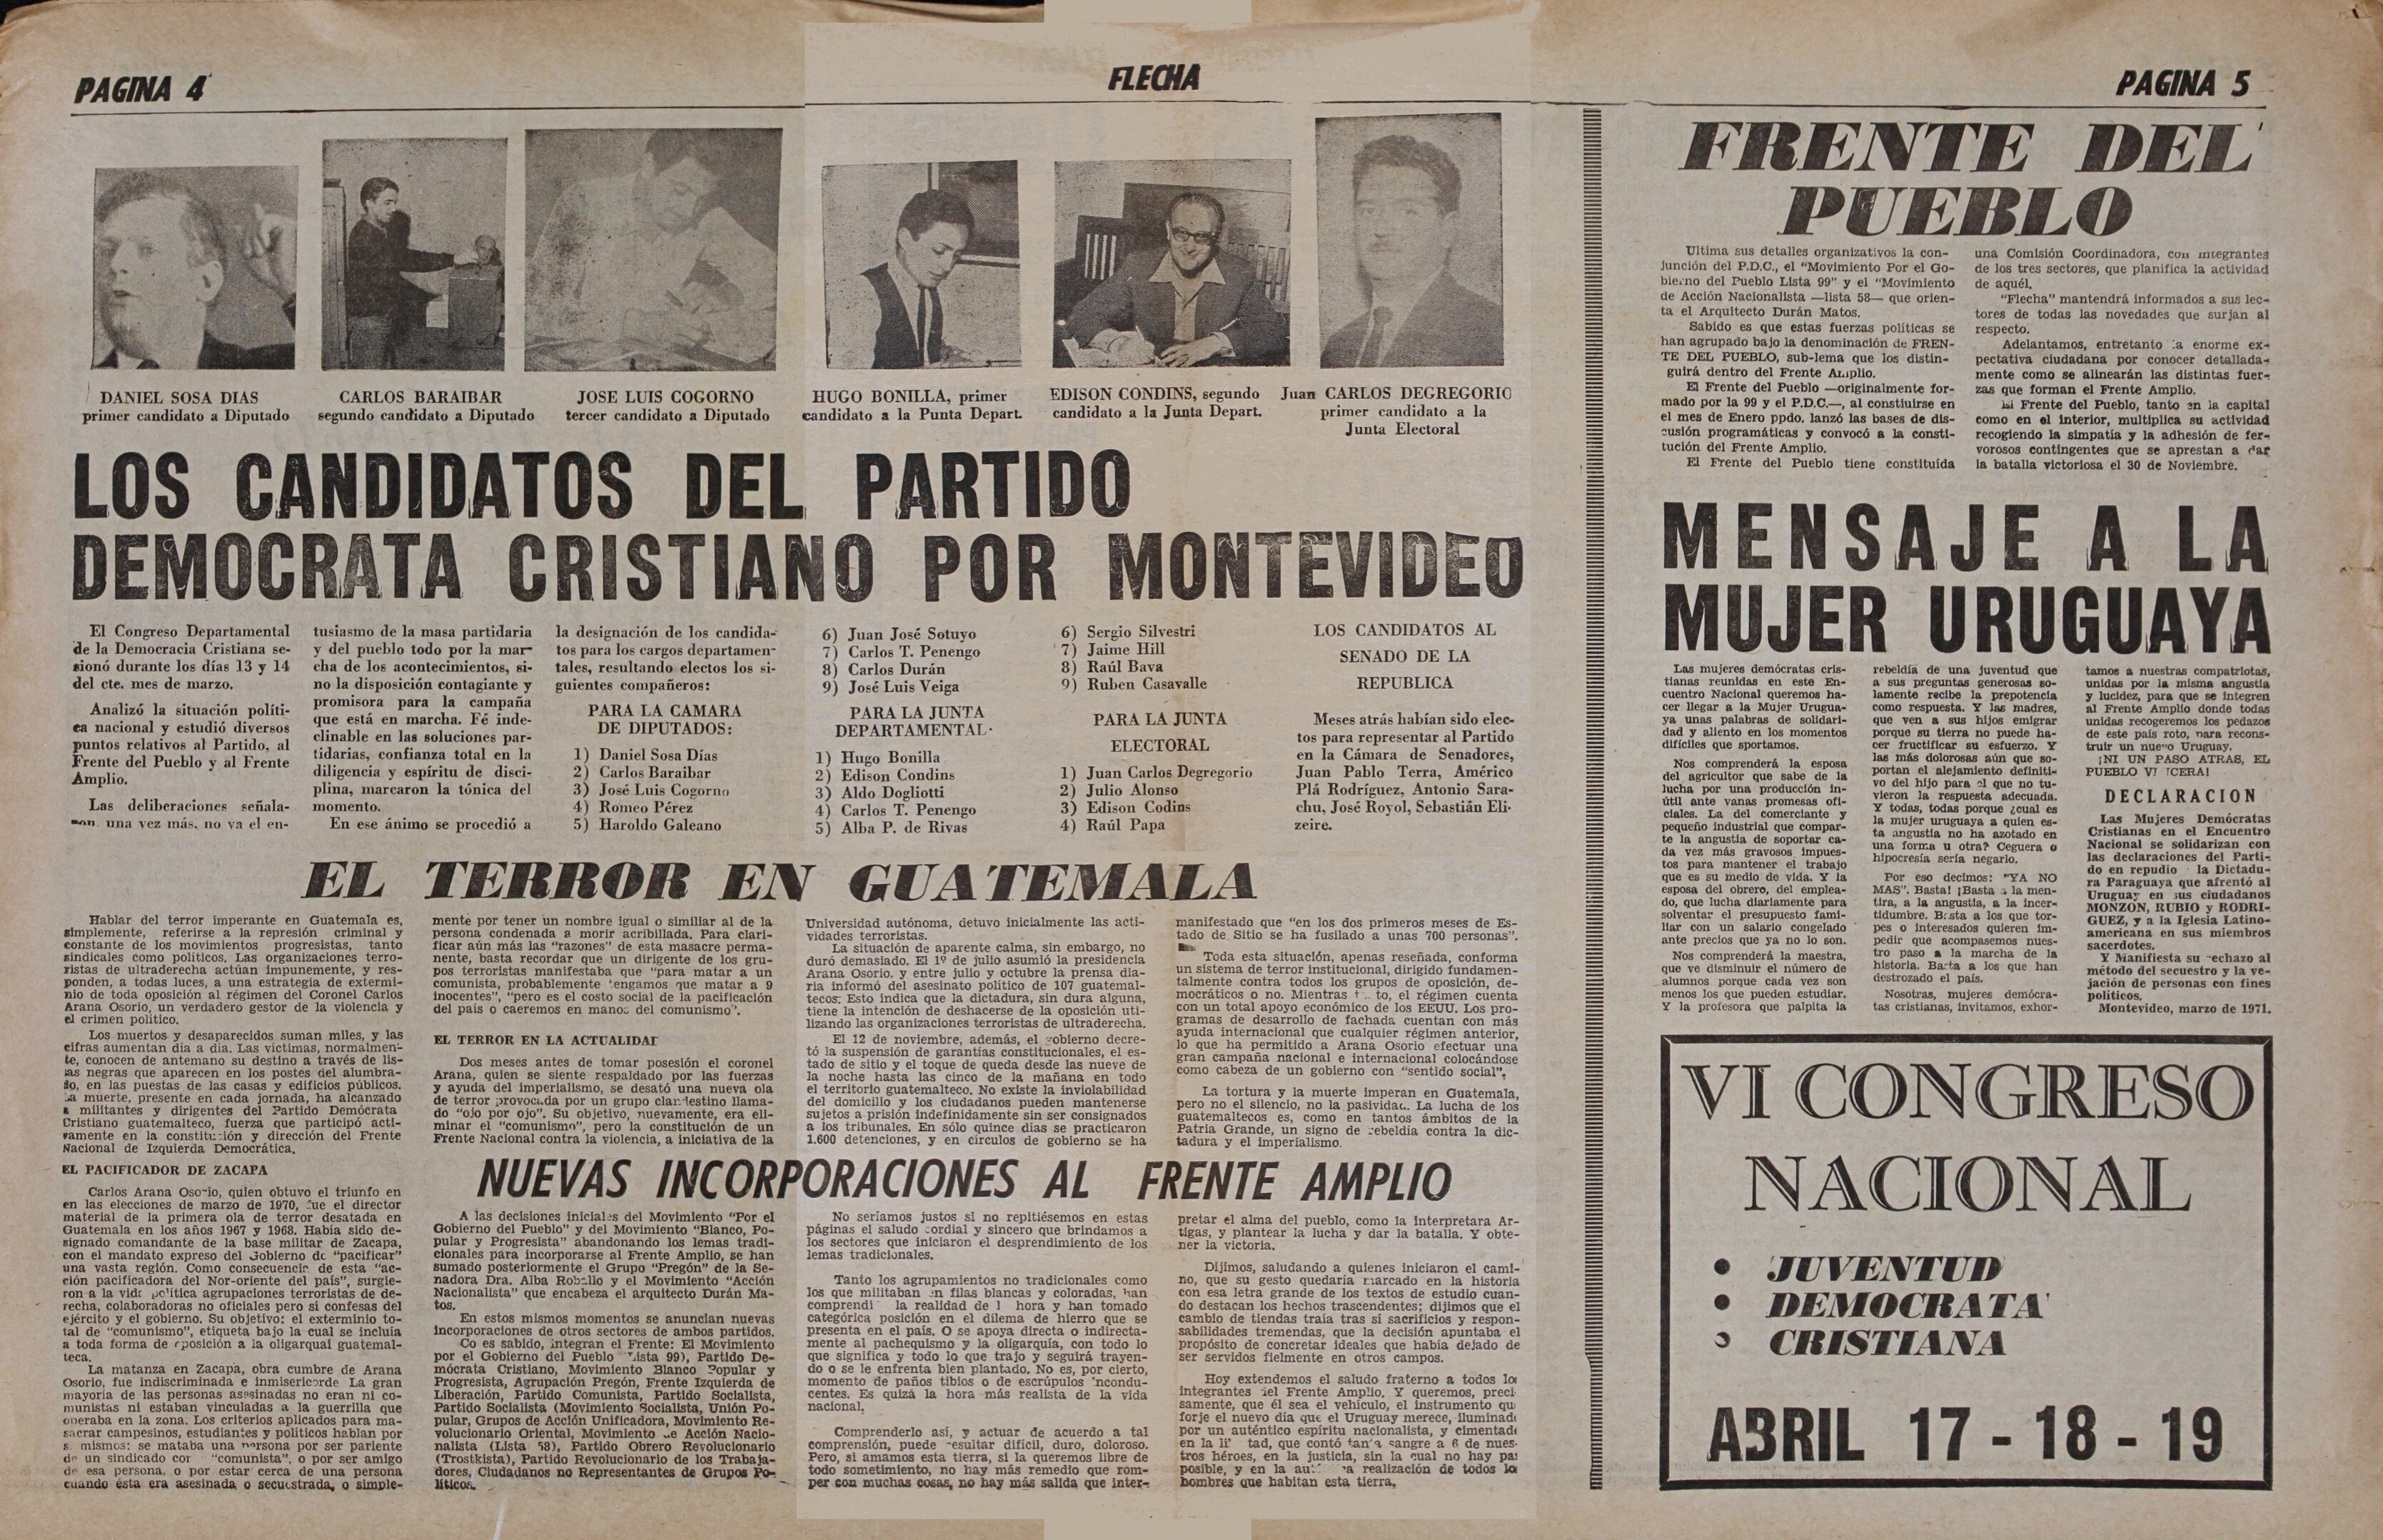 PAGINA 4
FLECHA
PAGINA 5
DANIEL SOSA DIAS
primer candidato a Diputado
CARLOS BARAIBAR
segundo candidato a Diputado
JOSE LUIS COGORNO
tercer candidato a Diputado
HUGO BONILLA, primer
candidato a la Punta Depart.
EDISON CONDINS, segundo
candidato a la Junta Depart.
Juan CARLOS DEGREGORIO
primer candidato a la
Junta Electoral
LOS CANDIDATOS DEL PARTIDO
DEMOCRATA CRISTIANO POR MONTEVIDEO
El Congreso Departamental
de la Democracia Cristiana se-
sionó durante los días 13 y 14
del cte. mes de marzo.
Analizó la situación políti-
ca nacional y estudió diversos
puntos relativos al Partido, al
Frente del Pueblo y al Frente
Amplio.
Las deliberaciones señala-
una vez más, no ya el en-
tusiasmo de la masa partidaria
y del pueblo todo por la mar-
cha de los acontecimientos, si-
no la disposición contagiante y
promisora para la campaña
que está en marcha. Fé inde-
clinable en las soluciones par-
tidarias, confianza total en la
diligencia y espíritu de disci-
plina, marcaron la tónica del
momento.
En ese ánimo se procedió a
la designación de los candida-
tos para los cargos departamen-
tales, resultando electos los si-
guientes compañeros:
PARA LA CAMARA
DE DIPUTADOS:
1) Daniel Sosa Días
2) Carlos Baraibar
3) José Luis Cogorno
4) Romeo Pérez
5) Haroldo Galeano
6) Juan José Sotuyo
7) Carlos T. Penengo
8) Carlos Durán
9) José Luis Veiga
PARA LA JUNTA
DEPARTAMENTAL·
1) Hugo Bonilla
2) Edison Condins
3) Aldo Dogliotti
4) Carlos T. Penengo
5) Alba P. de Rivas
6) Sergio Silvestri
7) Jaime Hill
8) Raúl Bava
9) Ruben Casavalle
PARA LA JUNTA
ELECTORAL
1) Juan Carlos Degregorio
2) Julio Alonso
3) Edison Codins
4) Raúl Papa
LOS CANDIDATOS AL
SENADO DE LA
REPUBLICA
Meses atrás habían sido elec-
tos para representar al Partido
en la Cámara de Senadores,
Juan Pablo Terra, Américo
Plá Rodríguez, Antonio Sara-
chu, José Royol, Sebastián Eli-
zeire.
EL TERROR EN GUATEMALA
Hablar del terror imperante en Guatemala es,
simplemente, referirse a la represión criminal y
constante de los movimientos progresistas, tanto
sindicales como políticos. Las organizaciones terro-
ristas de ultraderecha actúan impunemente, y res-
ponden, a todas luces, a una estrategia de extermi-
nio de toda oposición al régimen del Coronel Carlos
Arana Osorio, un verdadero gestor de la violencia y
el crimen político.
Los muertos y desaparecidos suman miles, y las
cifras aumentan día a día. Las víctimas, normalmen-
te, conocen de antemano su destino a través de lis-
tas negras que aparecen en los postes del alumbra-
do, en las puestas de las casas y edificios públicos.
La muerte, presente en cada jornada, ha alcanzado
a militantes y dirigentes del Partido Demócrata
Cristiano guatemalteco, fuerza que participó acti-
vamente en la constitución y dirección del Frente
Nacional de Izquierda Democrática.
EL PACIFICADOR DE ZACAPA
Carlos Arana Osorio, quien obtuvo el triunfo en
en las elecciones de marzo de 1970, fue el director
material de la primera ola de terror desatada en
Guatemala en los años 1967 y 1968. Había sido de-
signado comandante de la base militar de Zacapa,
con el mandato expreso del Gobierno de "pacificar"
una vasta región. Como consecuencia de esta "ac-
ción pacificadora del Nor-oriente del país", surgie-
ron a la vida política agrupaciones terroristas de de-
recha, colaboradoras no oficiales pero sí confesas del
ejército y el gobierno. Su objetivo: el exterminio to-
tal de "comunismo", etiqueta bajo la cual se incluía
a toda forma de oposición a la oligarquai guatemal-
teca.
La matanza en Zacapa, obra cumbre de Arana
Osorio, fue indiscriminada e inmisericorde La gran
mayoría de las personas asesinadas no eran ni co-
munistas ni estaban vinculadas a la guerrilla que
operaba en la zona. Los criterios aplicados para ma-
sacrar campesinos, estudiantes y políticos hablan por
mismos: se mataba una persona por ser pariente
de un sindicado "comunista", o por ser amigo
de esa persona, o por estar cerca de una persona
cuando ésta era asesinada o secuestrada, o simple-
mente por tener un nombre igual o similiar al de la
persona condenada a morir acribillada. Para clari-
ficar aún más las "razones" de esta masacre perma-
nente, basta recordar que un dirigente de los gru-
pos terroristas manifestaba que "para matar a un
comunista, probablemente tengamos que matar a 9
inocentes", "pero es el costo social de la pacificación
del país o caeremos en manos del comunismo".
EL TERROR EN LA ACTUALIDAD
Dos meses antes de tomar posesión el coronel
Arana, quien se siente respaldado por las fuerzas
y ayuda del imperialismo, se desató una nueva ola
de terror provocada por un grupo clandestino llama-
do "ojo por ojo". Su objetivo, nuevamente, era eli-
minar el "comunismo", pero la constitución de un
Frente Nacional contra la violencia, a iniciativa de la
Universidad autónoma, detuvo inicialmente las acti-
vidades terroristas.
La situación de aparente calma, sin embargo, no
duró demasiado. El 1º de julio asumió la presidencia
Arana Osorio, y entre julio y octubre la prensa dia-
ria informó del asesinato político de 107 guatemal-
tecos. Esto indica que la dictadura, sin dura alguna,
tiene la intención de deshacerse de la oposición uti-
lizando las organizaciones terroristas de ultraderecha.
El 12 de noviembre, además, el gobierno decre-
tó la suspensión de garantías constitucionales, el es-
tado de sitio y el toque de queda desde las nueve de
la noche hasta las cinco de la mañana en todo
el territorio guatemalteco. No existe la inviolabilidad
del domicilio y los ciudadanos pueden mantenerse
sujetos a prisión indefinidamente sin ser consignados
a los tribunales. En sólo quince días se practicaron
1.600 detenciones, y en círculos de gobierno se ha
manifestado que "en los dos primeros meses de Es-
tado de Sitio se ha fusilado a unas 700 personas".
Toda esta situación, apenas reseñada, conforma
un sistema de terror institucional, dirigido fundamen-
talmente contra todos los grupos de oposición, de-
mocráticos o no. Mientras to, el régimen cuenta
con un total apoyo económico de los EEUU. Los pro-
gramas de desarrollo de fachada cuentan con más
ayuda internacional que cualquier régimen anterior,
lo que ha permitido a Arana Osorio efectuar una
gran campaña nacional e internacional colocándose
como cabeza de un gobierno con "sentido social".
La tortura y la muerte imperan en Guatemala,
pero no el silencio, no la pasividad. La lucha de los
guatemaltecos es, como en tantos ámbitos de la
Patria Grande, un signo de rebeldía contra la dic-
tadura y el imperialismo.
NUEVAS INCORPORACIONES AL FRENTE AMPLIO
A las decisiones iniciales del Movimiento "Por el
Gobierno del Pueblo" y del Movimiento "Blanco, Po-
pular y Progresista" abandonando los lemas tradi-
cionales para incorporarse al Frente Amplio, se han
sumado posteriormente el Grupo "Pregón" de la Se-
nadora Dra. Alba Roballo y el Movimiento "Acción
Nacionalista" que encabeza el arquitecto Durán Ma-
tos.
En estos mismos momentos se anuncian nuevas
incorporaciones de otros sectores de ambos partidos.
Co es sabido, integran el Frente: El Movimiento
por el Gobierno del Pueblo Lista 99), Partido De-
mócrata Cristiano, Movimiento Blanco Popular y
Progresista, Agrupación Pregón, Frente Izquierda de
Liberación, Partido Comunista, Partido Socialista,
Partido Socialista (Movimiento Socialista, Unión Po-
pular, Grupos de Acción Unificadora, Movimiento Re-
volucionario Oriental, Movimiento de Acción Nacio-
nalista (Lista 58), Partido Obrero Revolucionario
(Trostkista), Partido Revolucionario de los Trabaja-
dores, Ciudadanos no Representantes de Grupos Po-
líticos.
No seríamos justos si no repitiésemos en estas
páginas el saludo cordial y sincero que brindamos a
los sectores que iniciaron el desprendimiento de los
lemas tradicionales.
Tanto los agrupamientos no tradicionales como
los que militaban en filas blancas y coloradas, han
comprendi la realidad de l hora y han tomado
categórica posición en el dilema de hierro que se
presenta en el país. O se apoya directa o indirecta-
mente al pachequismo y la oligarquía, con todo lo
que significa y todo lo que trajo y seguirá trayen-
do o se le enfrenta bien plantado. No es, por cierto,
momento de paños tibios o de escrúpulos incondu-
centes. Es quizá la hora más realista de la vida
nacional.
Comprenderlo así, y actuar de acuerdo a tal
comprensión, puede resultar difícil, duro, doloroso.
Pero, si amamos esta tierra, si la queremos libre de
todo sometimiento, no hay más remedio que rom-
per con muchas cosas, no hay más salida que inter-
pretar el alma del pueblo, como la interpretara Ar-
tigas, y plantear la lucha y dar la batalla. Y obte-
ner la victoria.
Dijimos, saludando a quienes iniciaron el cami-
no, que su gesto quedaría marcado en la historia
con esa letra grande de los textos de estudio cuan-
do destacan los hechos trascendentes; dijimos que el
cambio de tiendas traía tras sí sacrificios y respon-
sabilidades tremendas, que la decisión apuntaba el
propósito de concretar ideales que había dejado de
ser servidos fielmente en otros campos.
Hoy extendemos el saludo fraterno a todos los
integrantes del Frente Amplio. Y queremos, preci
samente, que él sea el vehículo, el instrumento que
forje el nuevo día que el Uruguay merece, iluminado
por un auténtico espíritu nacionalista, y cimentado
en la tad, que contó sangre a de nues-
tros héroes, en la justicia, sin la cual no hay paz
posible, y en la realización de todos los
hombres que habitan esta tierra.
FRENTE DEL
PUEBLO
Ultima sus detalles organizativos la con-
junción del P.D.C., el "Movimiento Por el Go-
bierno del Pueblo Lista 99" y el "Movimiento
de Acción Nacionalista —lista 58— que orien-
ta el Arquitecto Durán Matos.
Sabido es que estas fuerzas políticas se
han agrupado bajo la denominación de FREN-
TE DEL PUEBLO, sub-lema que los distin-
guirá dentro del Frente Amplio.
El Frente del Pueblo —originalmente for-
mado por la 99 y el P.D.C.—, al constiuirse en
el mes de Enero ppdo. lanzó las bases de dis-
cusión programáticas y convocó a la consti-
tución del Frente Amplio.
El Frente del Pueblo tiene constituída
una Comisión Coordinadora, con integrantes
de los tres sectores, que planifica la actividad
de aquél.
"Flecha" mantendrá informados a sus lec-
tores de todas las novedades que surjan al
respecto.
Adelantamos, entretanto la enorme ex-
pectativa ciudadana por conocer detallada-
mente como se alinearán las distintas fuer-
zas que forman el Frente Amplio.
El Frente del Pueblo, tanto en la capital
como en el interior, multiplica su actividad
recogiendo la simpatía y la adhesión de fer-
vorosos contingentes que se aprestan a dar
la batalla victoriosa el 30 de Noviembre.
MENSAJE A LA
MUJER URUGUAYA
Las mujeres demócratas cris-
tianas reunidas en este En-
cuentro Nacional queremos ha-
cer llegar a la Mujer Urugua-
ya unas palabras de solidari-
dad y aliento en los momentos
difíciles que sportamos.
Nos comprenderá la esposa
del agricultor que sabe de la
lucha por una producción in-
útil ante vanas promesas ofi-
ciales. La del comerciante y
pequeño industrial que compar-
te la angustia de soportar ca-
da vez más gravosos impues-
tos para mantener el trabajo
que es su medio de vida. Y la
esposa del obrero, del emplea-
do, que lucha diariamente para
solventar el presupuesto fami-
liar con un salario congelado
ante precios que ya no lo son.
Nos comprenderá la maestra,
que ve disminuir el número de
alumnos porque cada vez son
menos los que pueden estudiar.
Y la profesora que palpita la
rebeldía de una juventud que
a sus preguntas generosas so-
lamente recibe la prepotencia
como respuesta. Y las madres,
que ven a sus hijos emigrar
porque su tierra no puede ha-
cer fructificar su esfuerzo. Y
las más dolorosas aún que so-
portan el alejamiento definiti-
vo del hijo para el que no tu-
vieron la respuesta adecuada.
Y todas, todas porque ¿cual es
la mujer uruguaya a quien es-
ta angustia no ha azotado en
una forma u otra? Ceguera o
hipocresía sería negarlo.
Por eso decimos: "YA NO
MAS". Basta! ¡Basta a la men-
tira, a la angustia, a la incer-
tidumbre. Basta a los que tor-
pes o interesados quieren im-
pedir que acompasemos nues-
tro paso a la marcha de la
historia. Basta a los que han
destrozado el país.
Nosotras, mujeres demócra-
tas cristianas, invitamos, exhor-
tamos a nuestras compatriotas,
unidas por la misma angustia
y lucidez, para que se integren
al Frente Amplio donde todas
unidas recogeremos los pedazos
de este país roto, para recons-
truir un nuevo Uruguay.
¡NI UN PASO ATRAS, EL
PUEBLO VENCERA!
DECLARACION
Las Mujeres Demócratas
Cristianas en el Encuentro
Nacional se solidarizan con
las declaraciones del Parti-
do en repudio la Dictadu-
ra Paraguaya que afrentó al
Uruguay en sus ciudadanos
MONZON, RUBIO y RODRI-
GUEZ, y a la Iglesia Latino-
americana en sus miembros
sacerdotes.
Y Manifiesta su rechazo al
método del secuestro y la ve-
jación de personas con fines
políticos.
Montevideo, marzo de 1971.
VI CONGRESO
NACIONAL
• JUVENTUD
• DEMOCRATA
• CRISTIANA
ABRIL 17 - 18 - 19